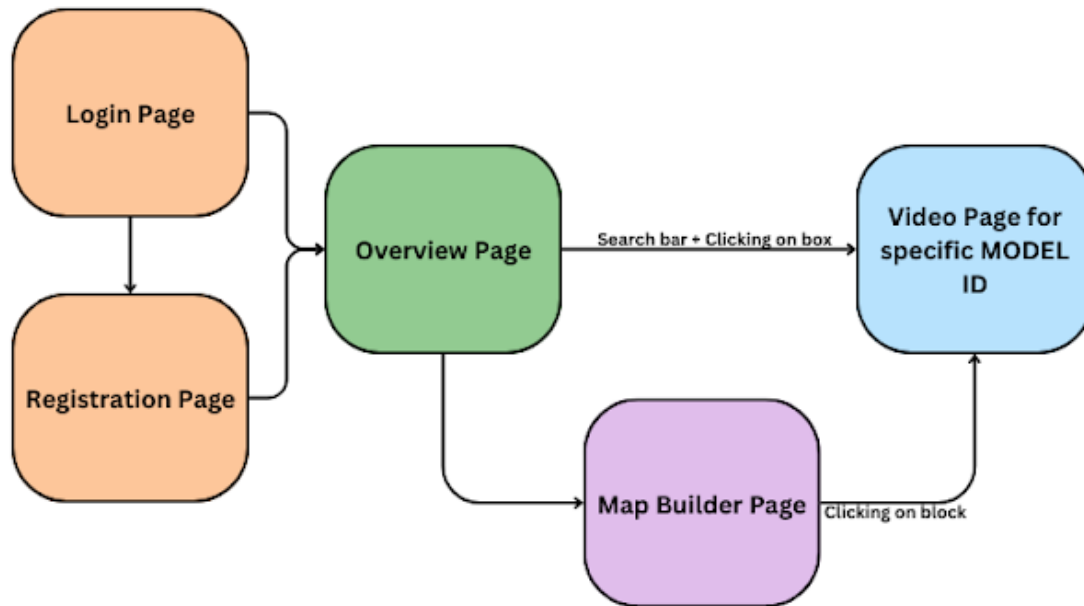 Login Page
Registration Page
Overview Page
Search bar + Clicking on box
Video Page for
specific MODEL
ID
Map Builder Page
Clicking on block